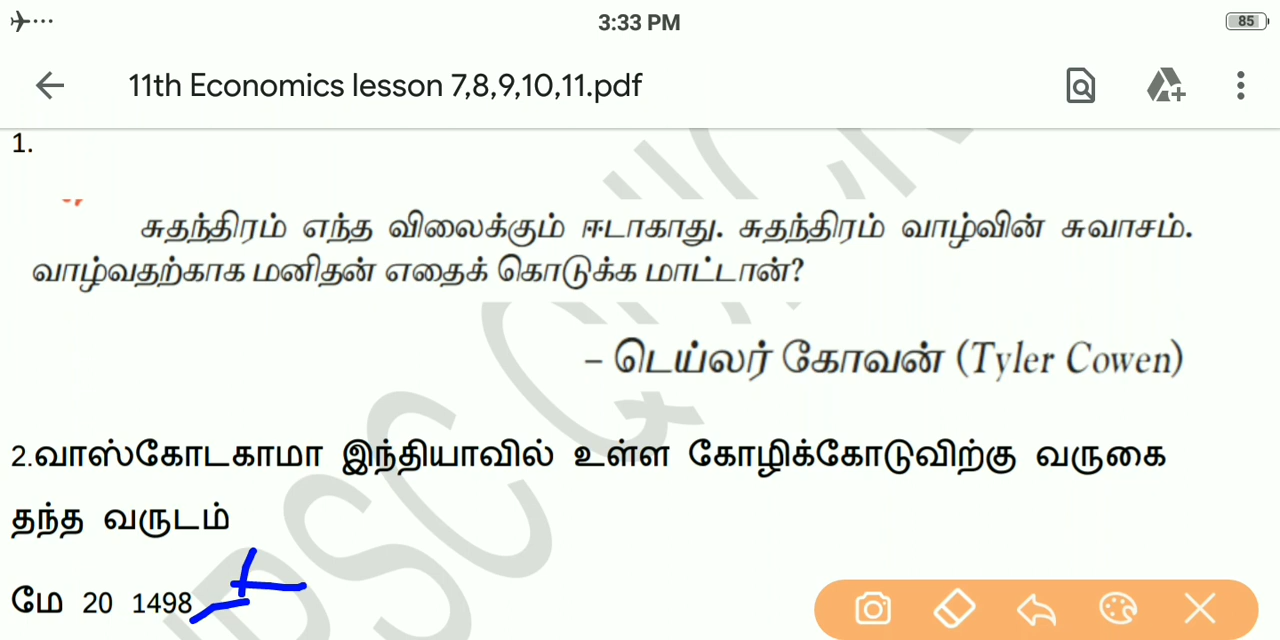 3:33 PM
85
11th Economics lesson 7,8,9,10,11.pdf
1.
சுதந்திரம் எந்த விலைக்கும் ஈடாகாது. சுதந்திரம் வாழ்வின் சுவாசம்.
வாழ்வதற்காக மனிதன் எதைக் கொடுக்க மாட்டான்?
– டெய்லர் கோவன் (Tyler Cowen)
2.வாஸ்கோடகாமா இந்தியாவில் உள்ள கோழிக்கோடுவிற்கு வருகை
தந்த வருடம்
மே 20 1498